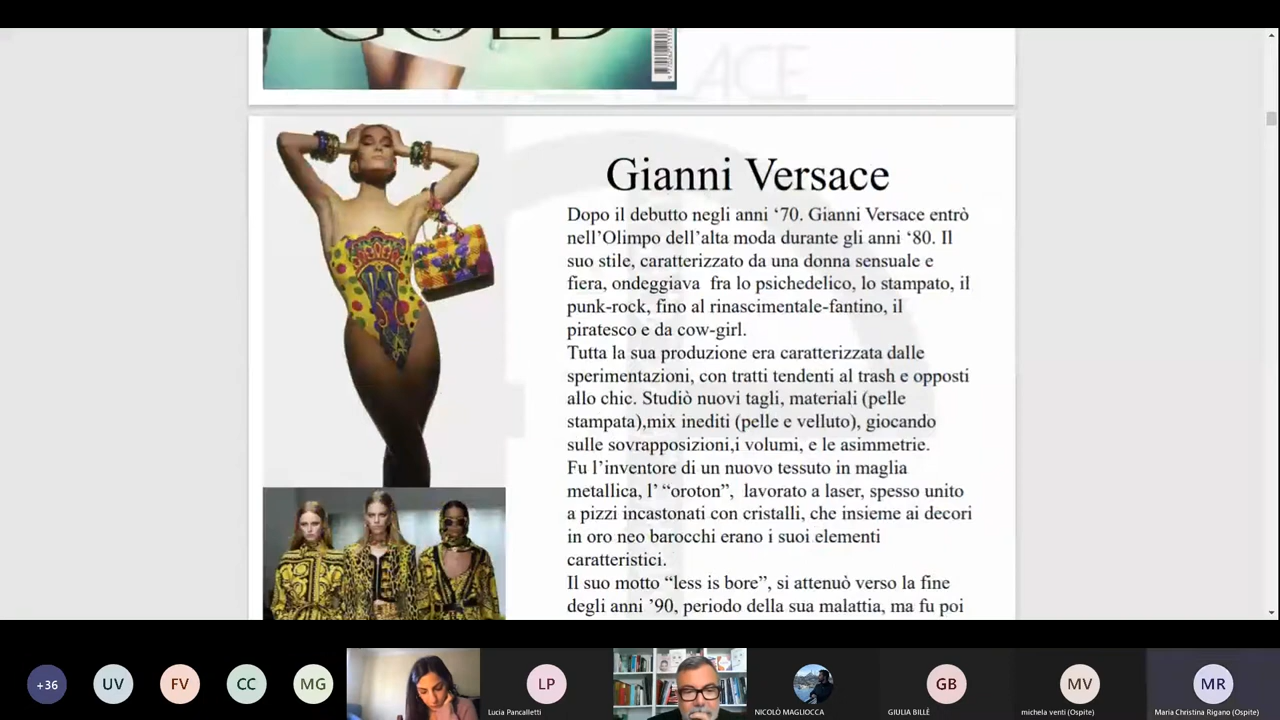 GOLD
Gianni Versace
Dopo il debutto negli anni ‘70. Gianni Versace entrò
nell’Olimpo dell’alta moda durante gli anni ‘80. Il
suo stile, caratterizzato da una donna sensuale e
fiera, ondeggiava  fra lo psichedelico, lo stampato, il
punk-rock, fino al rinascimentale-fantino, il
piratesco e da cow-girl.
Tutta la sua produzione era caratterizzata dalle
sperimentazioni, con tratti tendenti al trash e opposti
allo chic. Studiò nuovi tagli, materiali (pelle
stampata),mix inediti (pelle e velluto), giocando
sulle sovrapposizioni,i volumi, e le asimmetrie.
Fu l’inventore di un nuovo tessuto in maglia
metallica, l’ “oroton”,  lavorato a laser, spesso unito
a pizzi incastonati con cristalli, che insieme ai decori
in oro neo barocchi erano i suoi elementi
caratteristici.
Il suo motto “less is bore”, si attenuò verso la fine
degli anni ’90, periodo della sua malattia, ma fu poi
+36
UV
FV
CC
MG
LP
GB
MV
MR
Lucia Pancalletti
NICOLÒ MAGLIOCCA
GIULIA BILLÈ
michela venti (Ospite)
Maria Christina Rigano (Ospite)